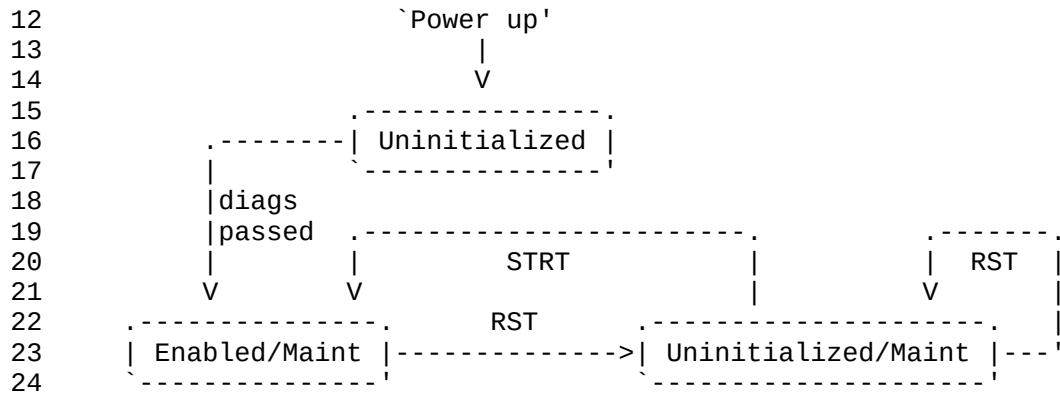 12                      `Power up'
13                           |
14                           V
15                   .---------------.
16          .--------| Uninitialized |
17          |        `---------------'
18          |diags
19          |passed  .------------------------.          .-------.
20          |        |         STRT           |          |  RST  |
21          V        V                        |          V       |
22     .---------------.      RST      .---------------------.   |
23     | Enabled/Maint |-------------->| Uninitialized/Maint |---'
24     `---------------'               `---------------------'